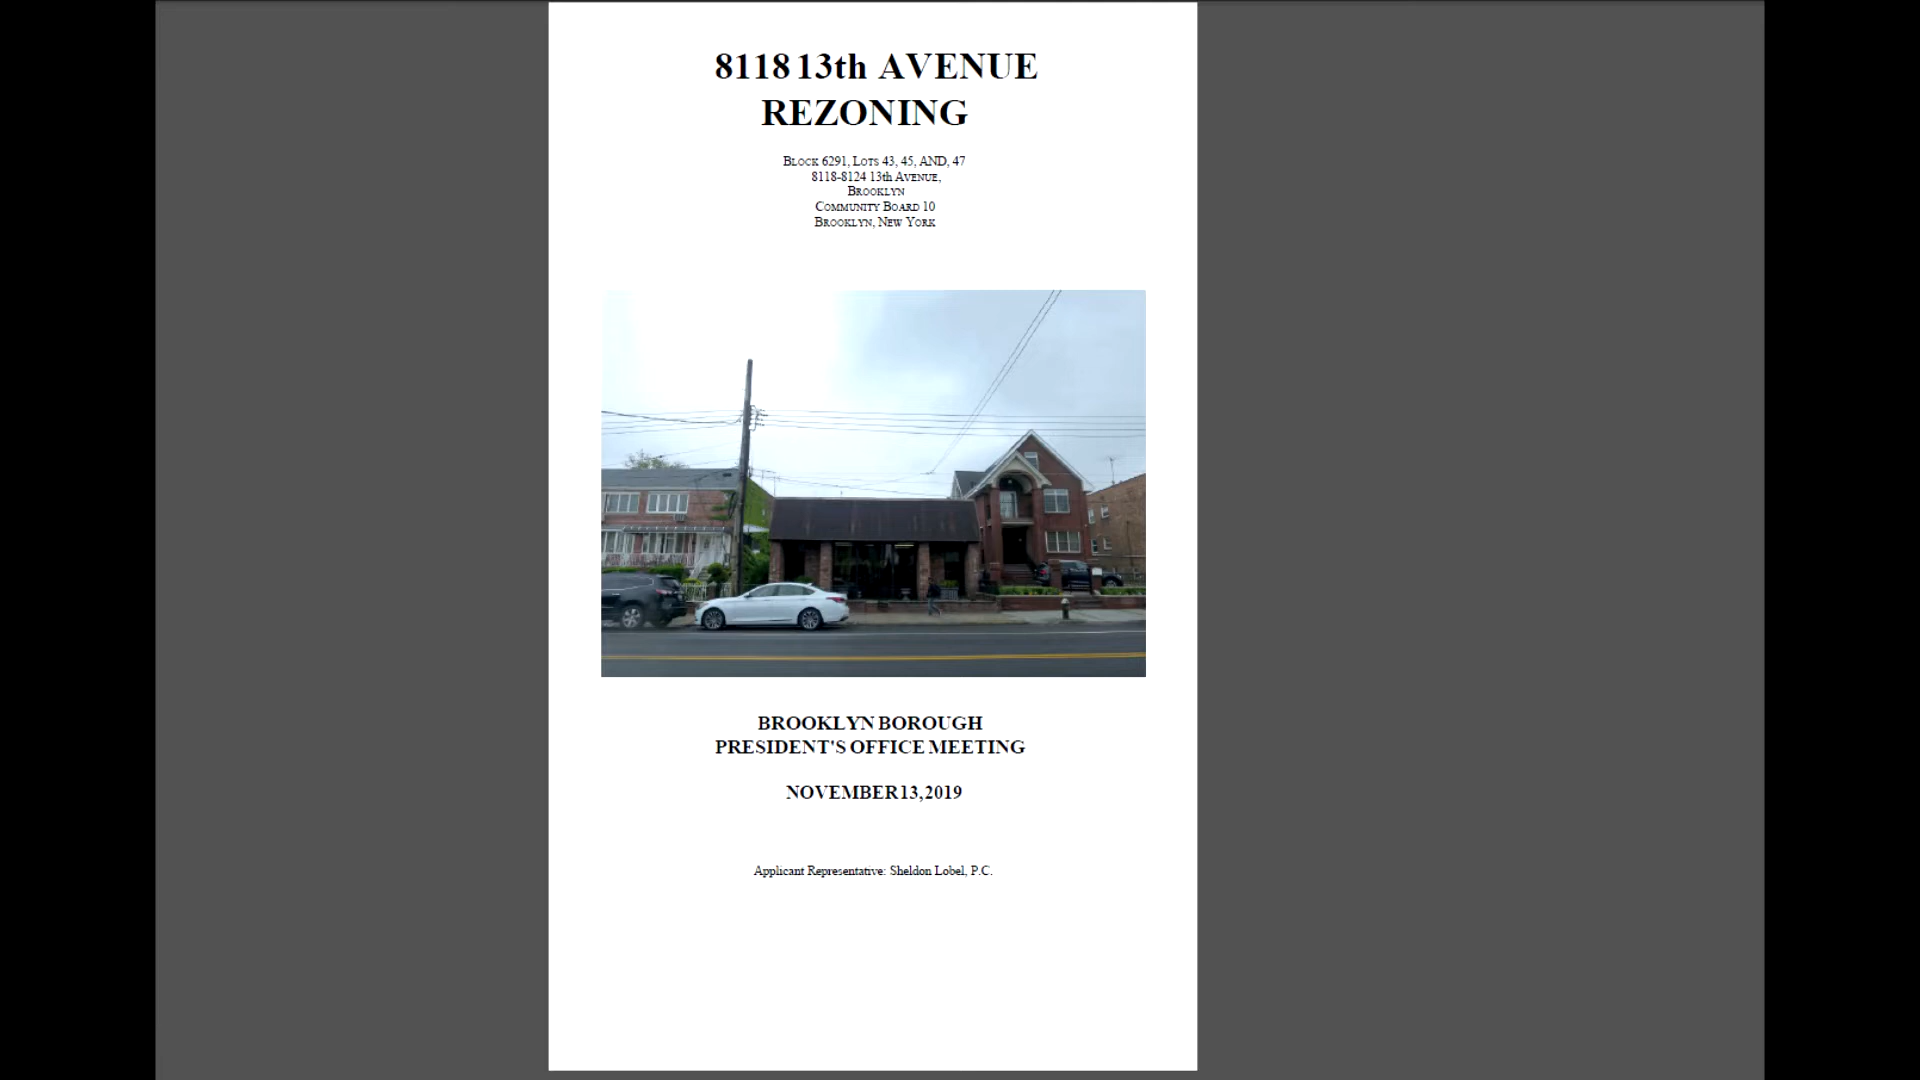 8118 13th AVENUE
REZONING
BLOCK 6291, LOTS 43, 45, AND, 47
8118-8124 13th AVENUE,
BROOKLYN
COMMUNITY BOARD 10
BROOKLYN, NEW YORK
BROOKLYN BOROUGH
PRESIDENT'S OFFICE MEETING
NOVEMBER 13, 2019
Applicant Representative: Sheldon Lobel, P.C.